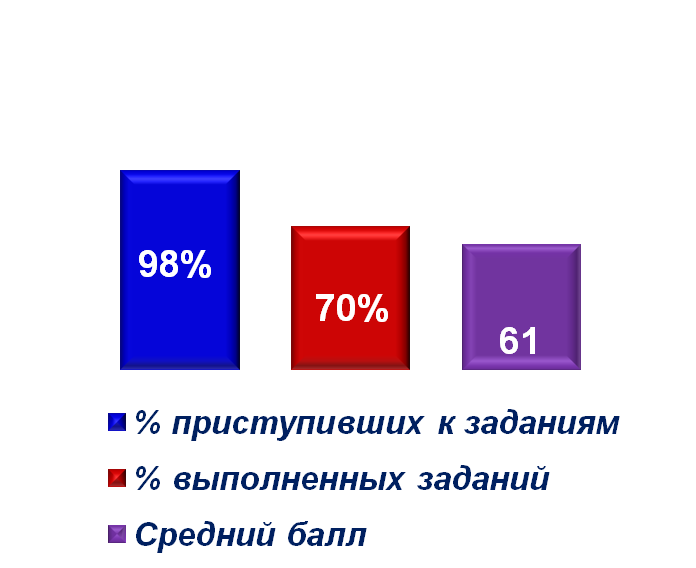 98%
70%
61
% приступивших к заданиям
% выполненных заданий
Средний балл